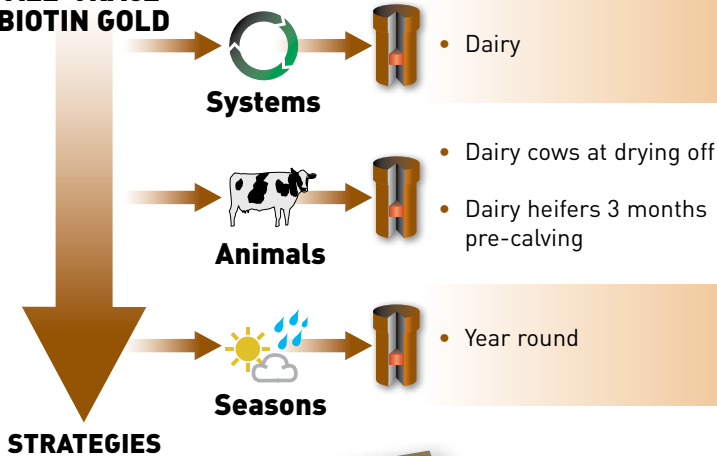 BIOTIN GOLD
Systems
• Dairy
Animals
• Dairy cows at drying off
• Dairy heifers 3 months
pre-calving
Seasons
• Year round
STRATEGIES